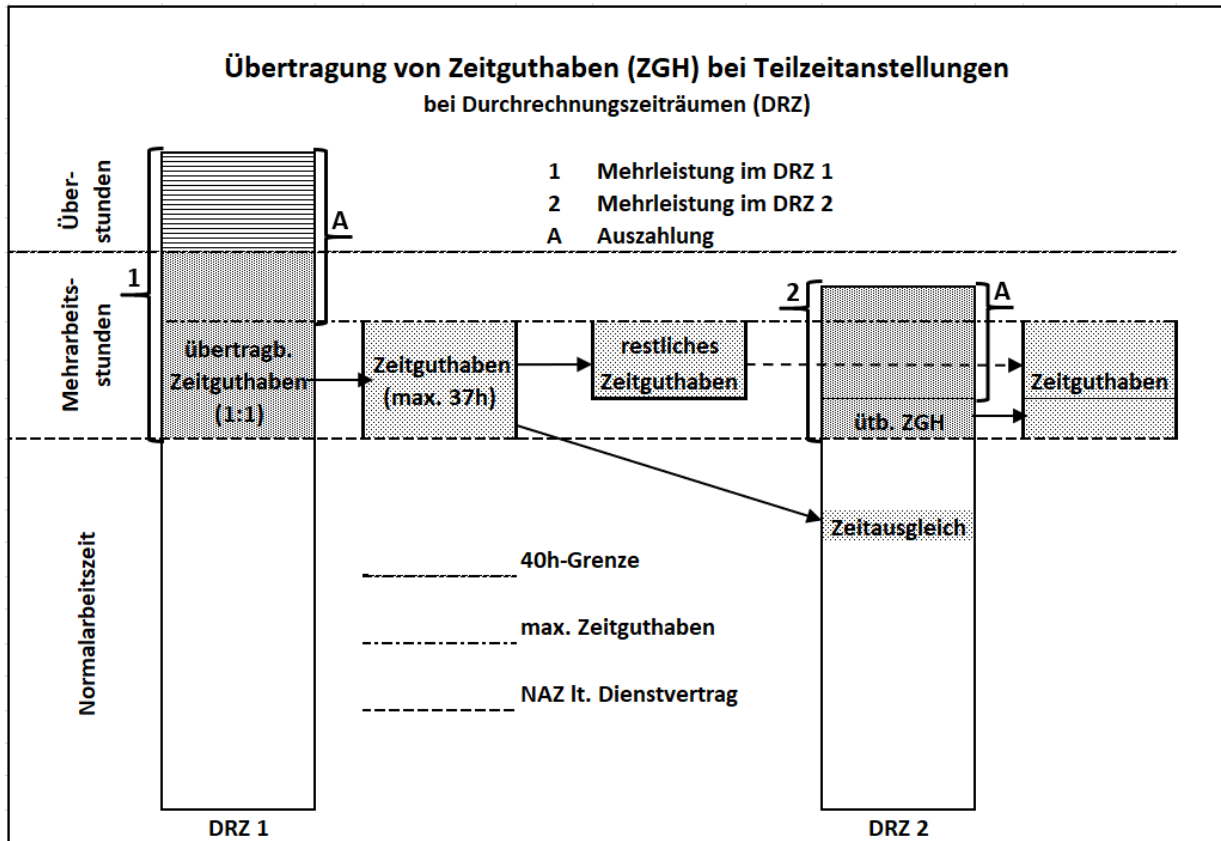 Übertragung von Zeitguthaben (ZGH) bei Teilzeitanstellungen
bei Durchrechnungszeiträumen (DRZ)
Über-
stunden
1 Mehrleistung im DRZ 1
2 Mehrleistung im DRZ 2
A Auszahlung
A
1
Mehrarbeits-
stunden
übertragb.
Zeitguthaben
(1:1)
Zeitguthaben
(max. 37h)
restliches
Zeitguthaben
2
A
ütb. ZGH
Zeitguthaben
Zeitausgleich
Normalarbeitszeit
40h-Grenze
max. Zeitguthaben
NAZ lt. Dienstvertrag
DRZ 1
DRZ 2